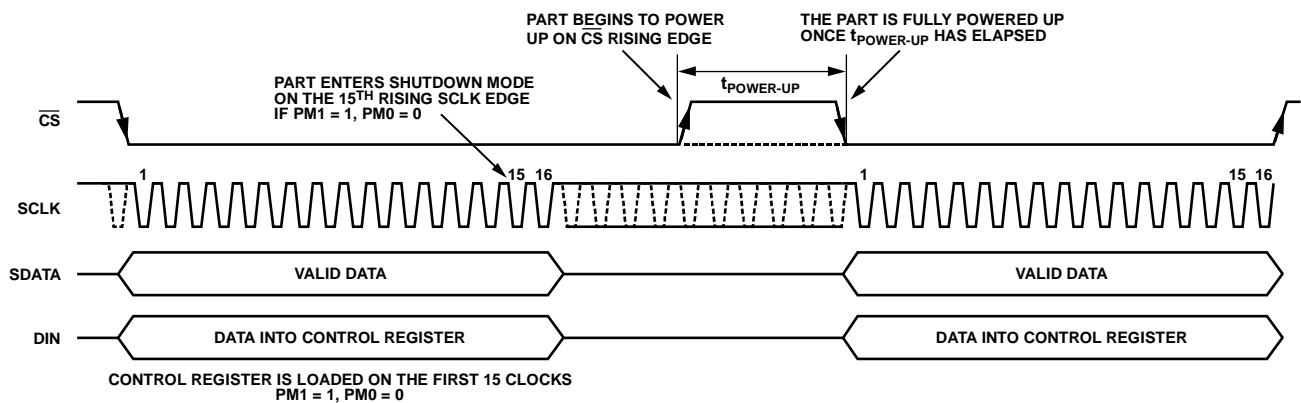 PART BEGINS TO POWER
UP ON CS RISING EDGE
THE PART IS FULLY POWERED UP
ONCE tPOWER-UP HAS ELAPSED
PART ENTERS SHUTDOWN MODE
ON THE 15TH RISING SCLK EDGE
IF PM1 = 1, PM0 = 0
tPOWER-UP
CS
1
15
16
1
15
16
SCLK
SDATA
VALID DATA
VALID DATA
DIN
DATA INTO CONTROL REGISTER
DATA INTO CONTROL REGISTER
CONTROL REGISTER IS LOADED ON THE FIRST 15 CLOCKS
PM1 = 1, PM0 = 0